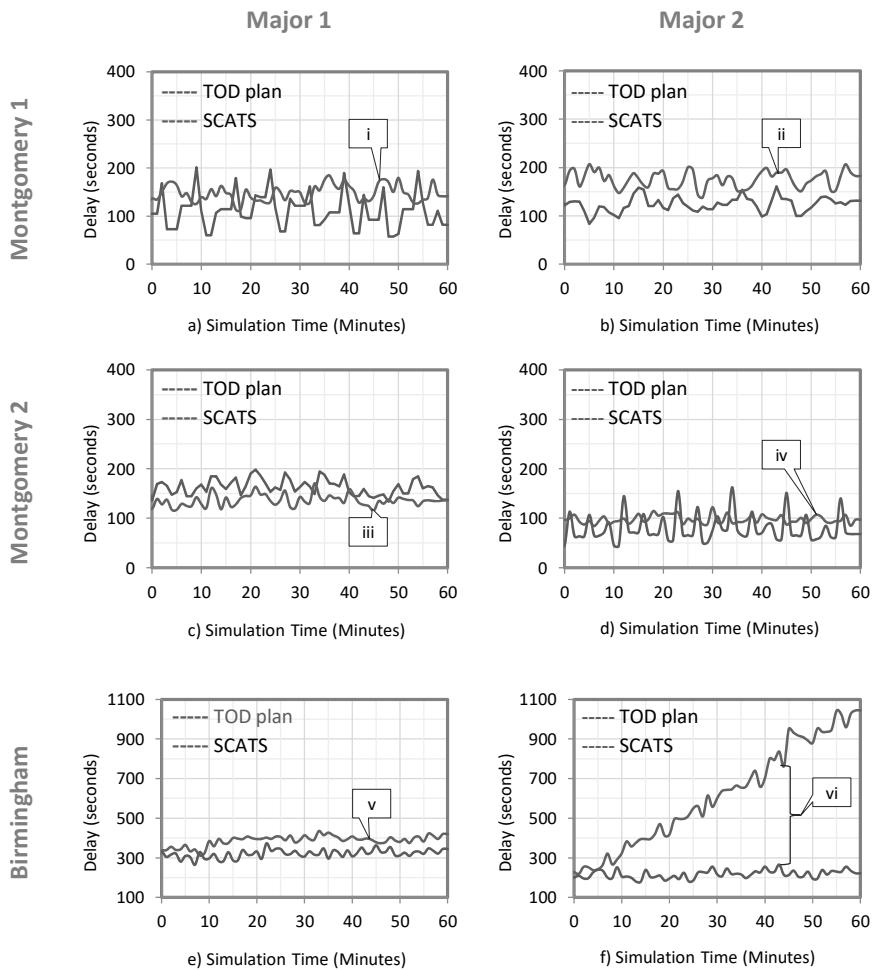 Major 1
Major 2
Montgomery 1
400
300
200
100
0
Delay (seconds)
TOD plan
SCATS
i
0 10 20 30 40 50 60
a) Simulation Time (Minutes)
400
300
200
100
0
Delay (seconds)
TOD plan
SCATS
ii
0 10 20 30 40 50 60
b) Simulation Time (Minutes)
Montgomery 2
400
300
200
100
0
Delay (seconds)
TOD plan
SCATS
iii
0 10 20 30 40 50 60
c) Simulation Time (Minutes)
400
300
200
100
0
Delay (seconds)
TOD plan
SCATS
iv
0 10 20 30 40 50 60
d) Simulation Time (Minutes)
Birmingham
1100
900
700
500
300
100
Delay (seconds)
TOD plan
SCATS
v
0 10 20 30 40 50 60
e) Simulation Time (Minutes)
1100
900
700
500
300
100
Delay (seconds)
TOD plan
SCATS
vi
0 10 20 30 40 50 60
f) Simulation Time (Minutes)